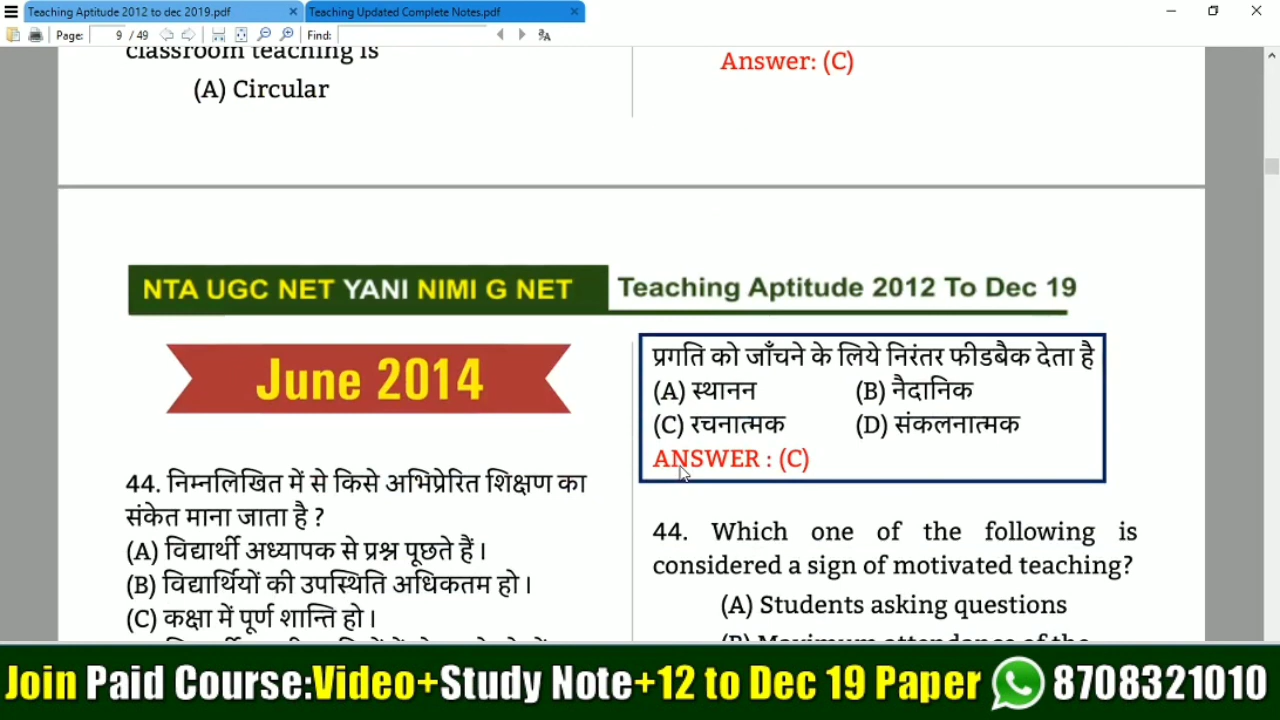 Teaching Aptitude 2012 to dec 2019.pdf
Teaching Updated Complete Notes.pdf
Page: 9 / 49 Find:
classroom teaching is
(A) Circular
Answer: (C)
NTA UGC NET YANI NIMI G NET
Teaching Aptitude 2012 To Dec 19
June 2014
44. निम्नलिखित में से किसे अभिप्रेरित शिक्षण का
संकेत माना जाता है ?
(A) विद्यार्थी अध्यापक से प्रश्न पूछते हैं ।
(B) विद्यार्थियों की उपस्थिति अधिकतम हो ।
(C) कक्षा में पूर्ण शान्ति हो ।
प्रगति को जाँचने के लिये निरंतर फीडबैक देता है
(A) स्थानन (B) नैदानिक
(C) रचनात्मक (D) संकलनात्मक
ANSWER : (C)
44. Which one of the following is
considered a sign of motivated teaching?
(A) Students asking questions
(B) Maximum attendance of the
Join Paid Course:Video+Study Note+12 to Dec 19 Paper 8708321010